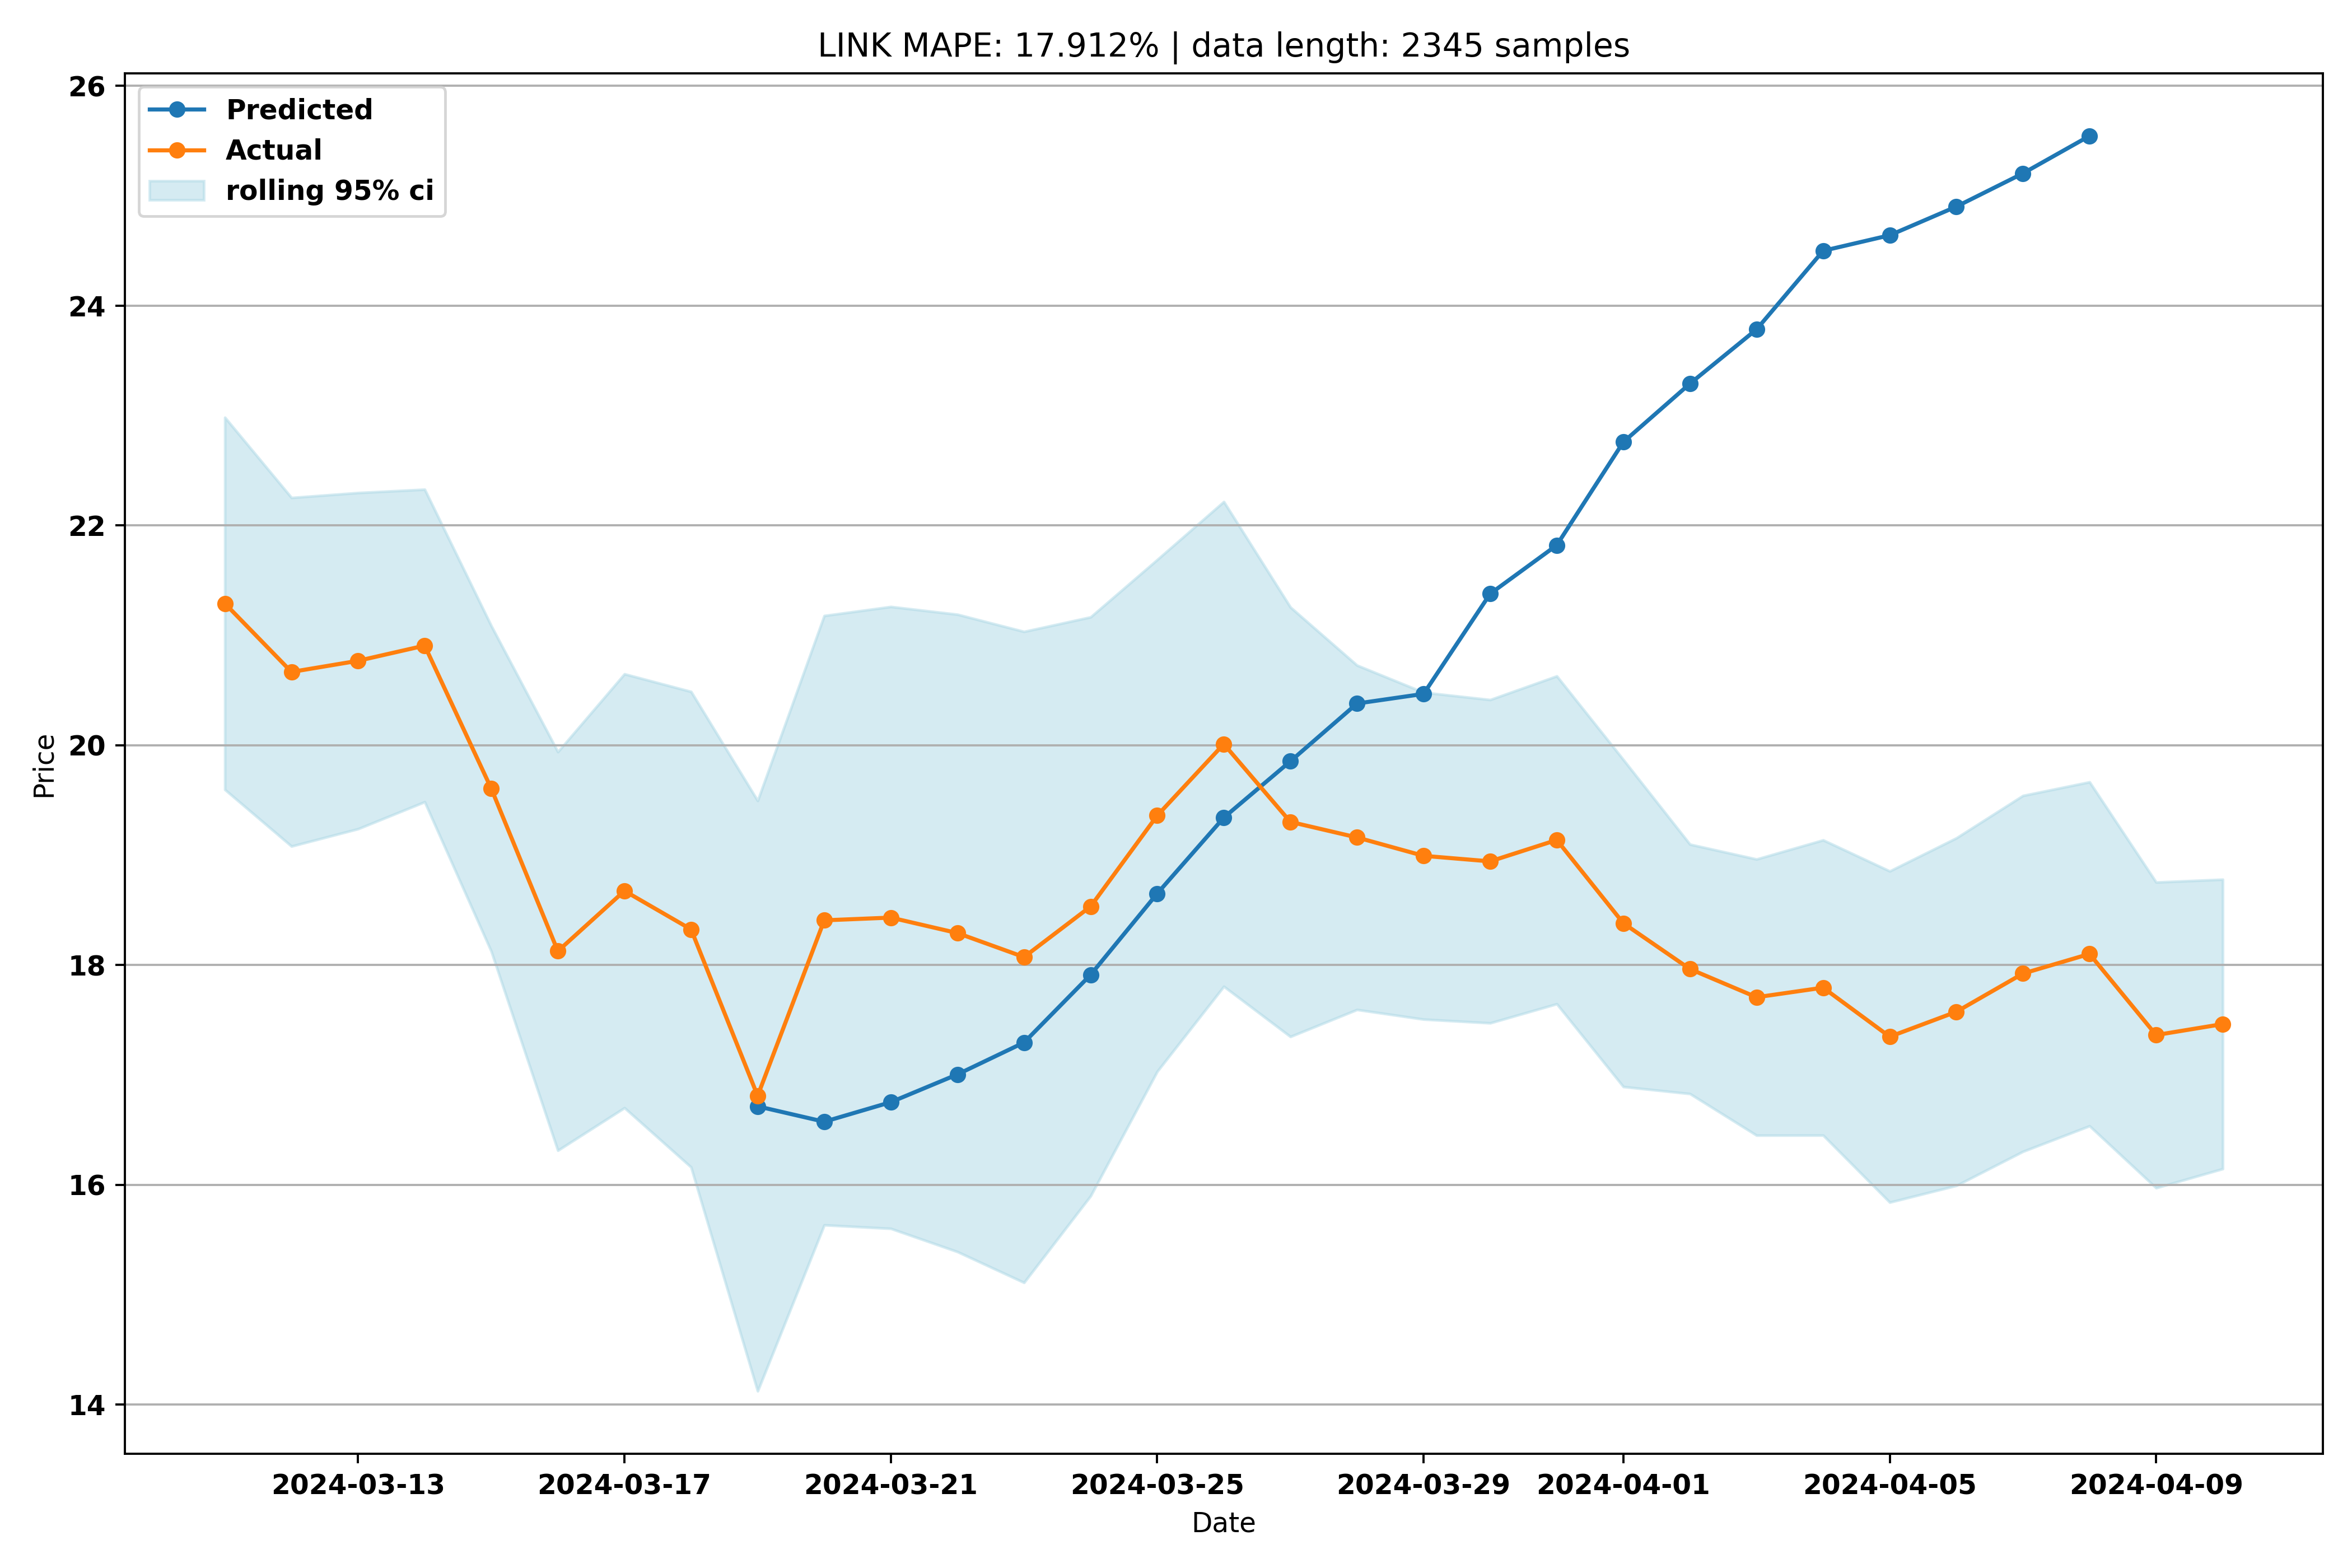 LINK MAPE: 17.912% | data length: 2345 samples
Predicted
Actual
rolling 95% ci
26
24
22
20
18
16
14
Price
2024-03-13 2024-03-17 2024-03-21 2024-03-25 2024-03-29 2024-04-01 2024-04-05 2024-04-09
Date